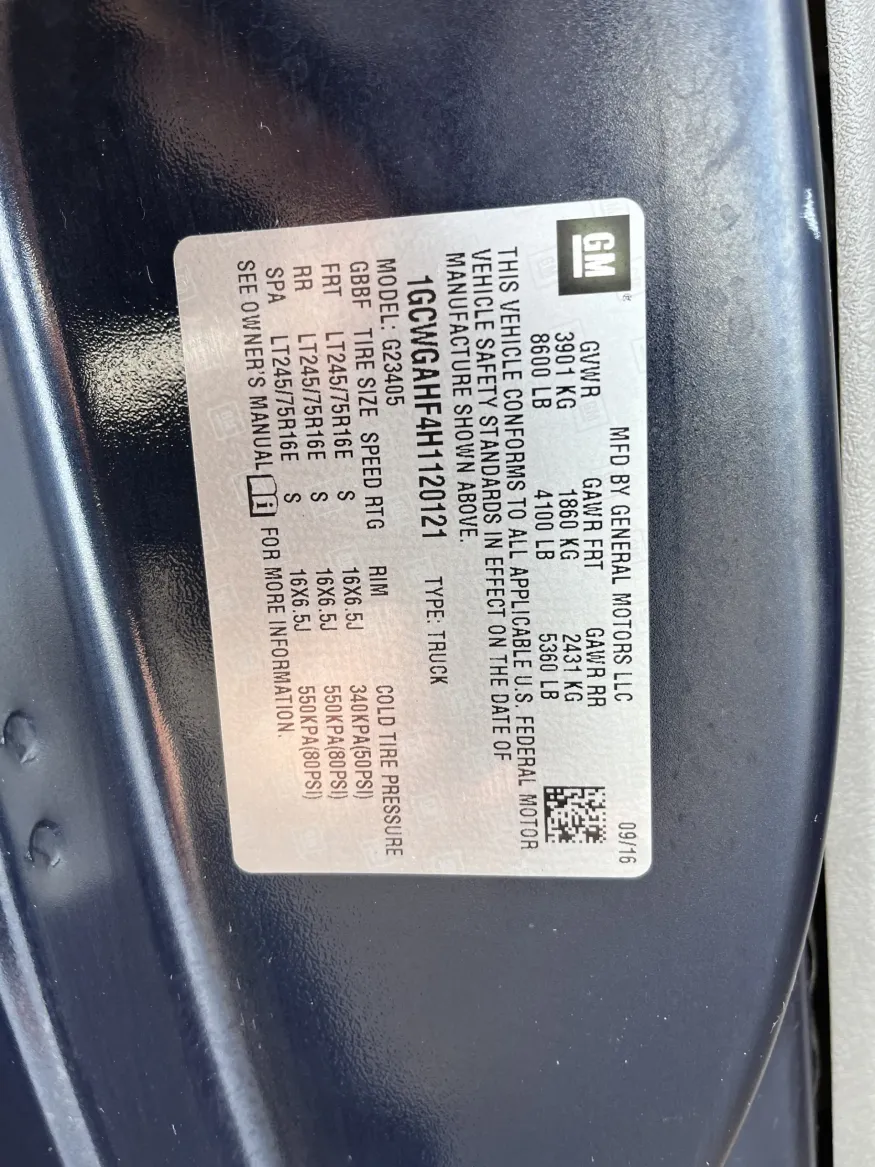 GM
MFD BY GENERAL MOTORS LLC 09/16
GVWR GAWR FRT GAWR RR
3901 KG 1860 KG 2431 KG
8600 LB 4100 LB 5360 LB
THIS VEHICLE CONFORMS TO ALL APPLICABLE U.S. FEDERAL MOTOR
VEHICLE SAFETY STANDARDS IN EFFECT ON THE DATE OF
MANUFACTURE SHOWN ABOVE.
1GCWGAHF4H1120121 TYPE: TRUCK
MODEL: G23405
GBBF TIRE SIZE SPEED RTG RIM COLD TIRE PRESSURE
FRT LT245/75R16E S 16X6.5J 340KPA(50PSI)
RR LT245/75R16E S 16X6.5J 550KPA(80PSI)
SPA LT245/75R16E S 16X6.5J 550KPA(80PSI)
SEE OWNER'S MANUAL FOR MORE INFORMATION.